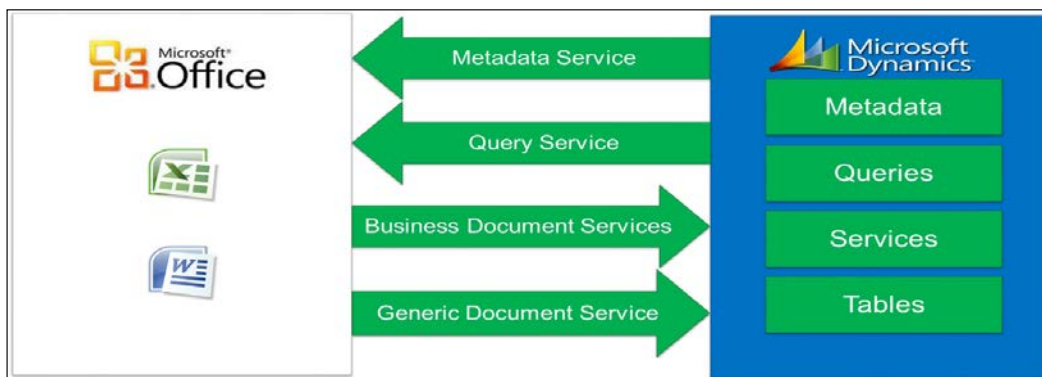 Microsoft®
Office
Metadata Service
Query Service
Business Document Services
Generic Document Service
Microsoft
Dynamics
Metadata
Queries
Services
Tables